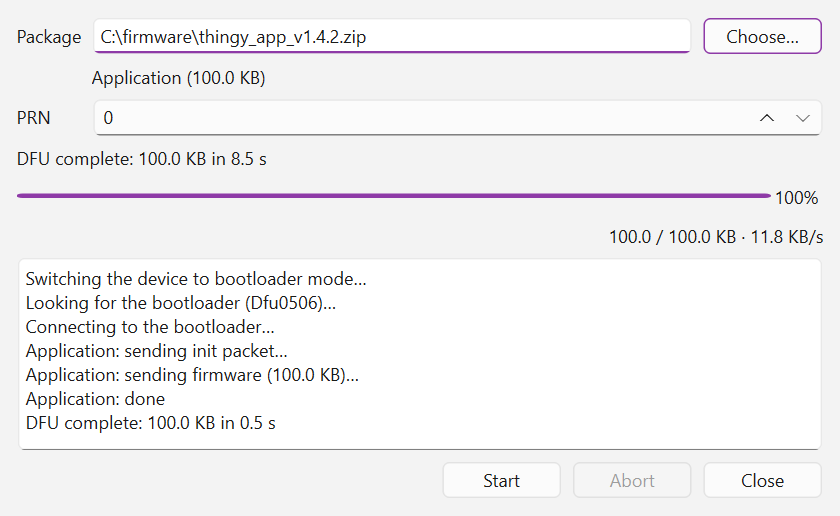 Package C:\firmware\thingy_app_v1.4.2.zip Choose...
Application (100.0 KB)
PRN 0
DFU complete: 100.0 KB in 8.5 s
100%
100.0 / 100.0 KB · 11.8 KB/s
Switching the device to bootloader mode...
Looking for the bootloader (Dfu0506)...
Connecting to the bootloader...
Application: sending init packet...
Application: sending firmware (100.0 KB)...
Application: done
DFU complete: 100.0 KB in 0.5 s
Start Abort Close